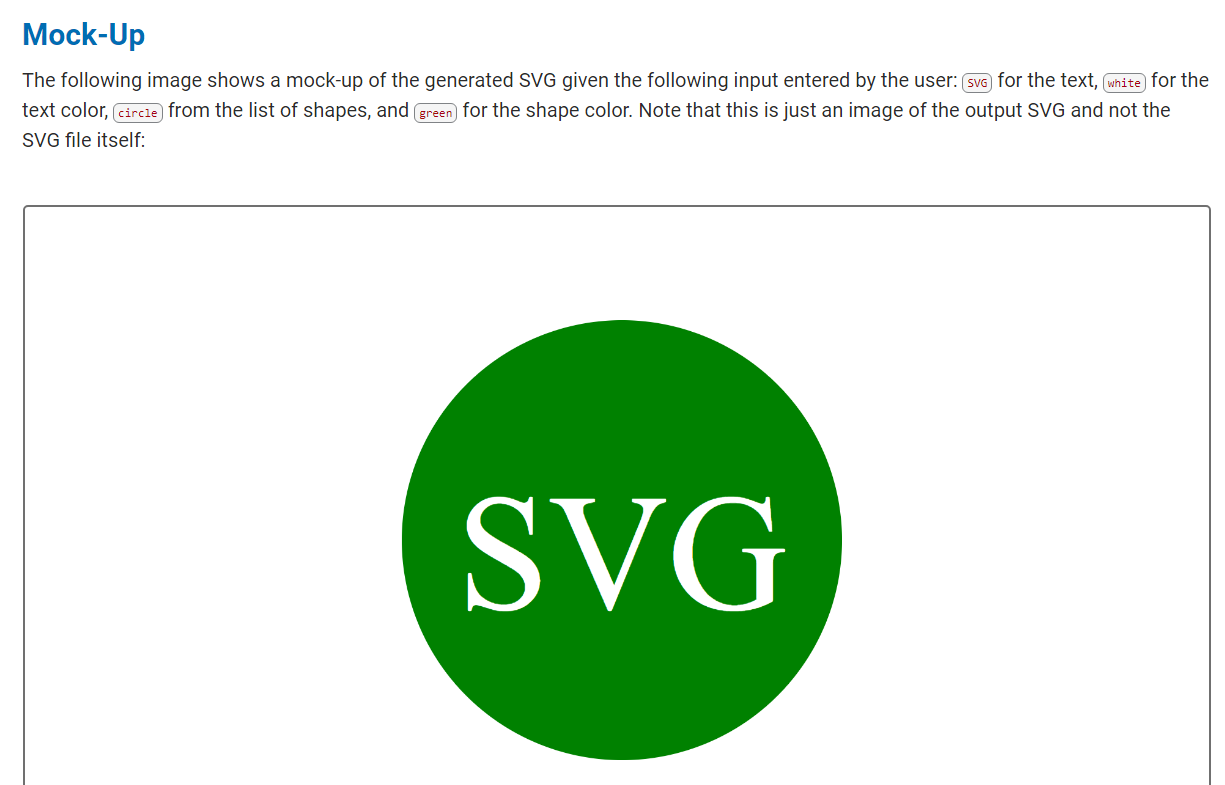 Mock-Up
The following image shows a mock-up of the generated SVG given the following input entered by the user: SVG for the text, white for the
text color, circle from the list of shapes, and green for the shape color. Note that this is just an image of the output SVG and not the
SVG file itself:
SVG